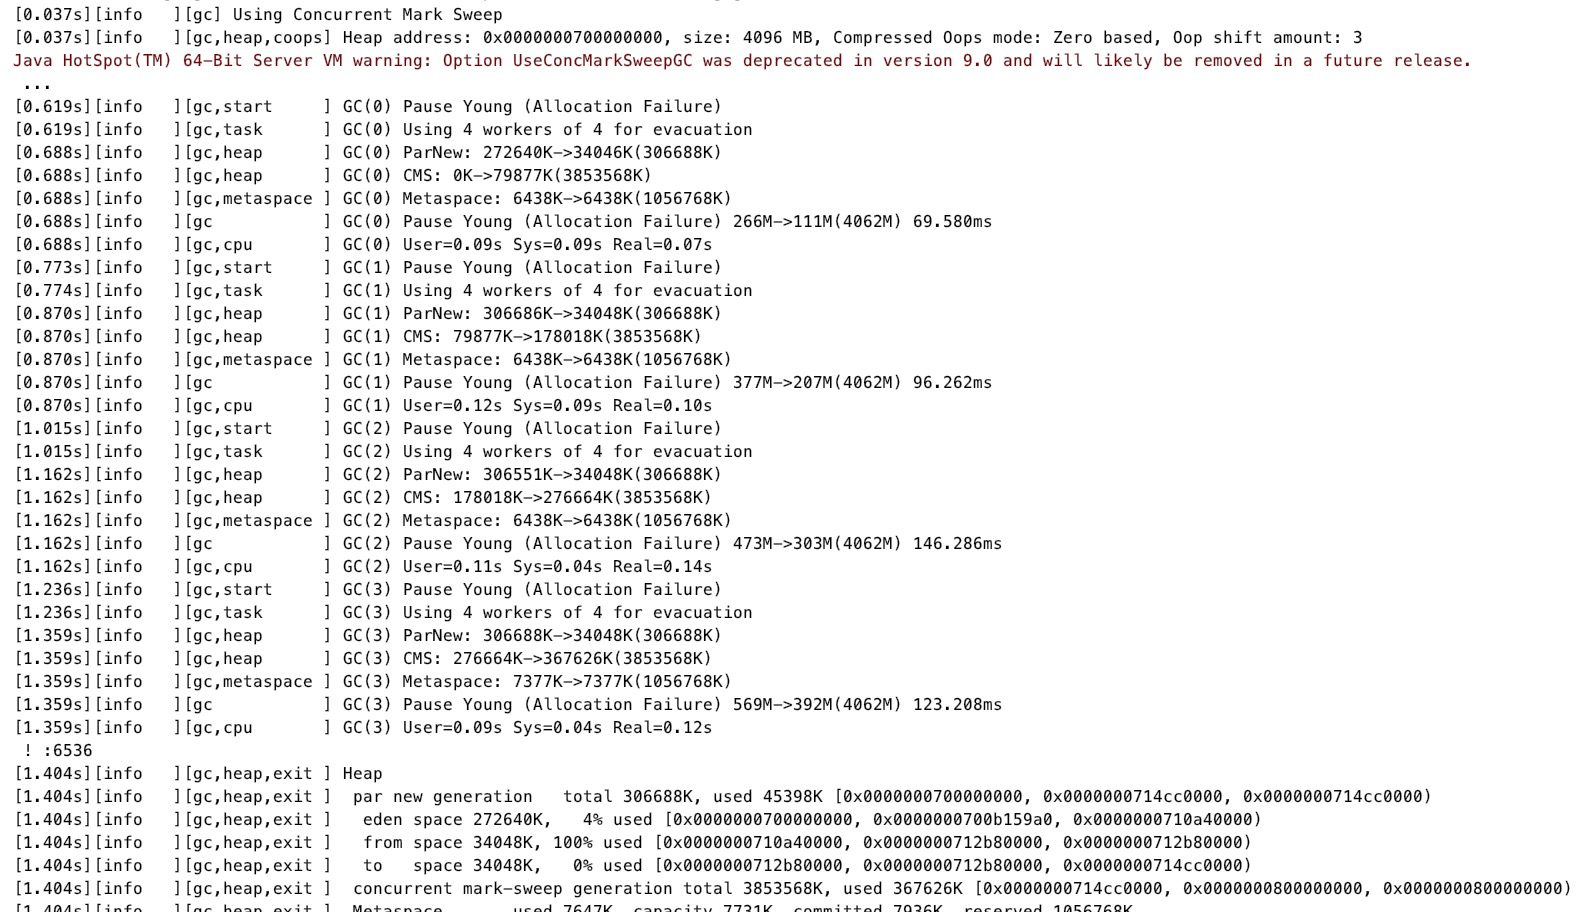 [0.037s][info   ][gc] Using Concurrent Mark Sweep
[0.037s][info   ][gc,heap,coops] Heap address: 0x0000000700000000, size: 4096 MB, Compressed Oops mode: Zero based, Oop shift amount: 3
Java HotSpot(TM) 64-Bit Server VM warning: Option UseConcMarkSweepGC was deprecated in version 9.0 and will likely be removed in a future release.
...
[0.619s][info   ][gc,start     ] GC(0) Pause Young (Allocation Failure)
[0.619s][info   ][gc,task      ] GC(0) Using 4 workers of 4 for evacuation
[0.688s][info   ][gc,heap      ] GC(0) ParNew: 272640K->34046K(306688K)
[0.688s][info   ][gc,heap      ] GC(0) CMS: 0K->79877K(3853568K)
[0.688s][info   ][gc,metaspace ] GC(0) Metaspace: 6438K->6438K(1056768K)
[0.688s][info   ][gc           ] GC(0) Pause Young (Allocation Failure) 266M->111M(4062M) 69.580ms
[0.688s][info   ][gc,cpu       ] GC(0) User=0.09s Sys=0.09s Real=0.07s
[0.773s][info   ][gc,start     ] GC(1) Pause Young (Allocation Failure)
[0.774s][info   ][gc,task      ] GC(1) Using 4 workers of 4 for evacuation
[0.870s][info   ][gc,heap      ] GC(1) ParNew: 306686K->34048K(306688K)
[0.870s][info   ][gc,heap      ] GC(1) CMS: 79877K->178018K(3853568K)
[0.870s][info   ][gc,metaspace ] GC(1) Metaspace: 6438K->6438K(1056768K)
[0.870s][info   ][gc           ] GC(1) Pause Young (Allocation Failure) 377M->207M(4062M) 96.262ms
[0.870s][info   ][gc,cpu       ] GC(1) User=0.12s Sys=0.09s Real=0.10s
[1.015s][info   ][gc,start     ] GC(2) Pause Young (Allocation Failure)
[1.015s][info   ][gc,task      ] GC(2) Using 4 workers of 4 for evacuation
[1.162s][info   ][gc,heap      ] GC(2) ParNew: 306551K->34048K(306688K)
[1.162s][info   ][gc,heap      ] GC(2) CMS: 178018K->276664K(3853568K)
[1.162s][info   ][gc,metaspace ] GC(2) Metaspace: 6438K->6438K(1056768K)
[1.162s][info   ][gc           ] GC(2) Pause Young (Allocation Failure) 473M->303M(4062M) 146.286ms
[1.162s][info   ][gc,cpu       ] GC(2) User=0.11s Sys=0.04s Real=0.14s
[1.236s][info   ][gc,start     ] GC(3) Pause Young (Allocation Failure)
[1.236s][info   ][gc,task      ] GC(3) Using 4 workers of 4 for evacuation
[1.359s][info   ][gc,heap      ] GC(3) ParNew: 306688K->34048K(306688K)
[1.359s][info   ][gc,heap      ] GC(3) CMS: 276664K->367626K(3853568K)
[1.359s][info   ][gc,metaspace ] GC(3) Metaspace: 7377K->7377K(1056768K)
[1.359s][info   ][gc           ] GC(3) Pause Young (Allocation Failure) 569M->392M(4062M) 123.208ms
[1.359s][info   ][gc,cpu       ] GC(3) User=0.09s Sys=0.04s Real=0.12s
! :6536
[1.404s][info   ][gc,heap,exit ] Heap
[1.404s][info   ][gc,heap,exit ]  par new generation   total 306688K, used 45398K [0x0000000700000000, 0x0000000714cc0000, 0x0000000714cc0000)
[1.404s][info   ][gc,heap,exit ]   eden space 272640K,   4% used [0x0000000700000000, 0x0000000700b159a0, 0x0000000710a40000)
[1.404s][info   ][gc,heap,exit ]   from space 34048K, 100% used [0x0000000710a40000, 0x0000000712b80000, 0x0000000712b80000)
[1.404s][info   ][gc,heap,exit ]   to   space 34048K,   0% used [0x0000000712b80000, 0x0000000712b80000, 0x0000000714cc0000)
[1.404s][info   ][gc,heap,exit ]  concurrent mark-sweep generation total 3853568K, used 367626K [0x0000000714cc0000, 0x0000000800000000, 0x0000000800000000)
[1.404s][info   ][gc,heap,exit ]  Metaspace       used 7647K, capacity 7731K, committed 7936K, reserved 1056768K